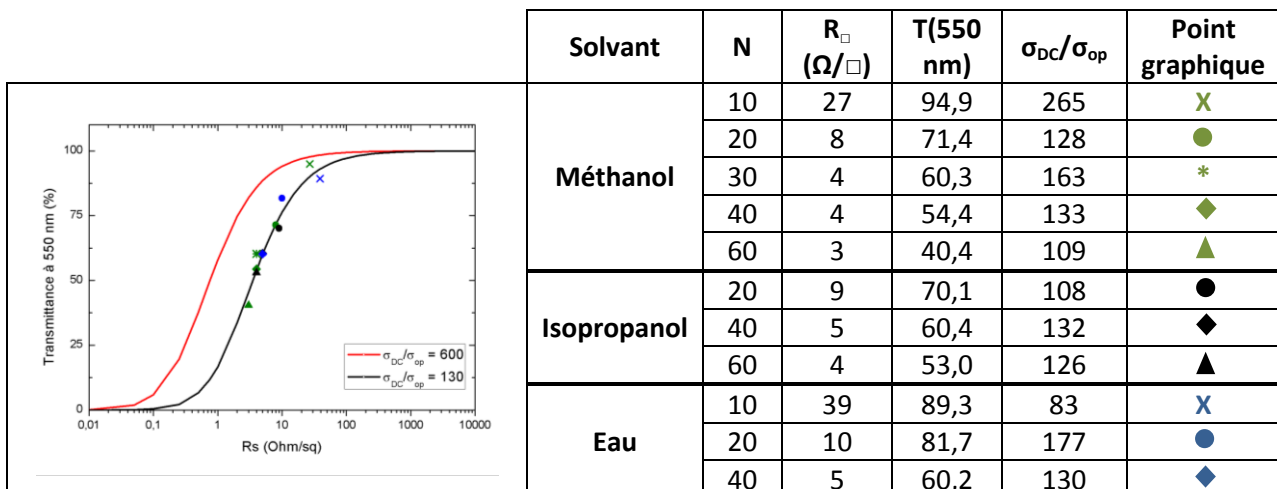 Solvant N R□ (Ω/□) T(550 nm) σDC/σop Point graphique
Méthanol
10 27 94,9 265 X
20 8 71,4 128 ●
30 4 60,3 163 *
40 4 54,4 133 ◆
60 3 40,4 109 ▲
Isopropanol
20 9 70,1 108 ●
40 5 60,4 132 ◆
60 4 53,0 126 ▲
Eau
10 39 89,3 83 X
20 10 81,7 177 ●
40 5 60,2 130 ◆
Transmittance à 550 nm (%)
100
75
50
25
0
σDC/σop = 600
σDC/σop = 130
0,01 0,1 1 10 100 1000 10000
Rs (Ohm/sq)